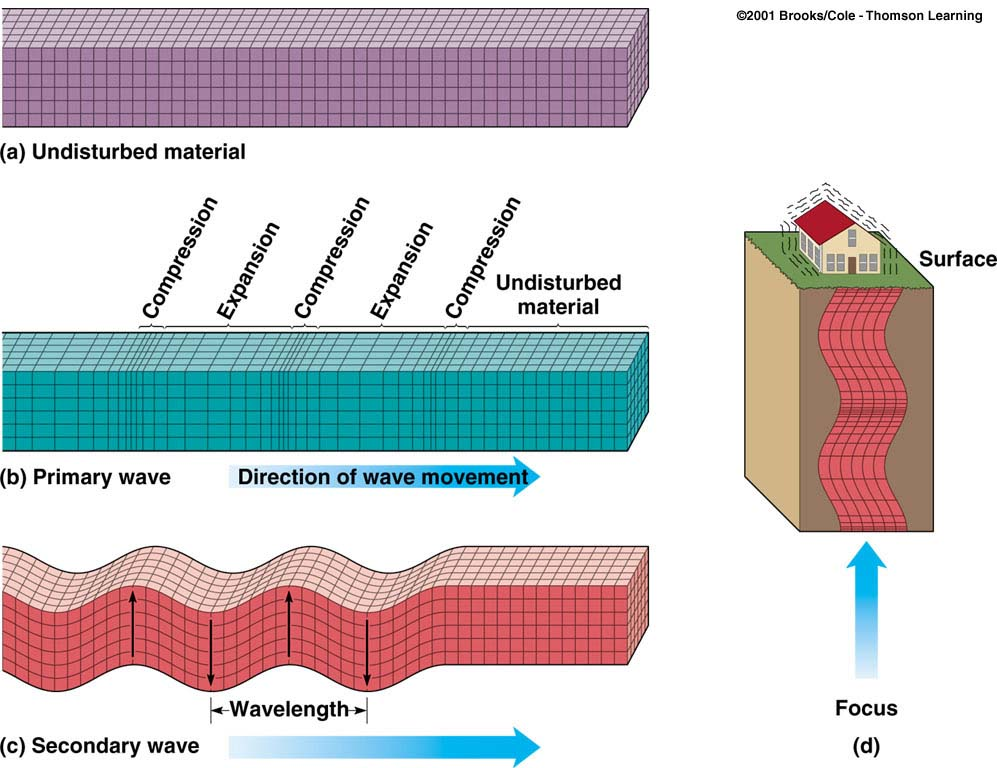 ©2001 Brooks/Cole - Thomson Learning
(a) Undisturbed material
Compression
Expansion
Compression
Expansion
Compression
Undisturbed
material
(b) Primary wave
Direction of wave movement
Wavelength
(c) Secondary wave
Surface
Focus
(d)